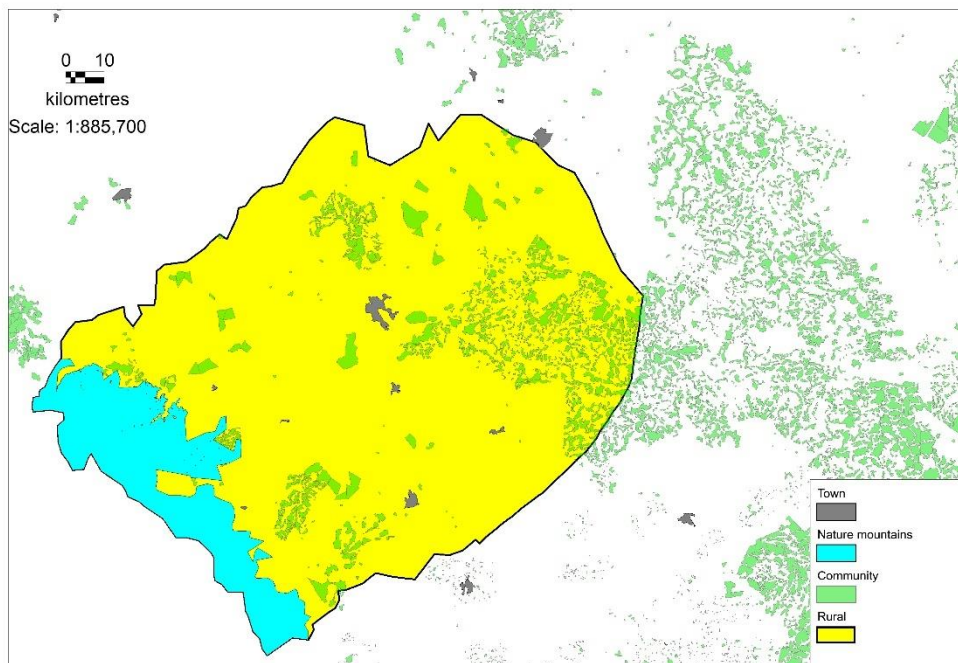 0 10
kilometres
Scale: 1:885,700
Town
Nature mountains
Community
Rural